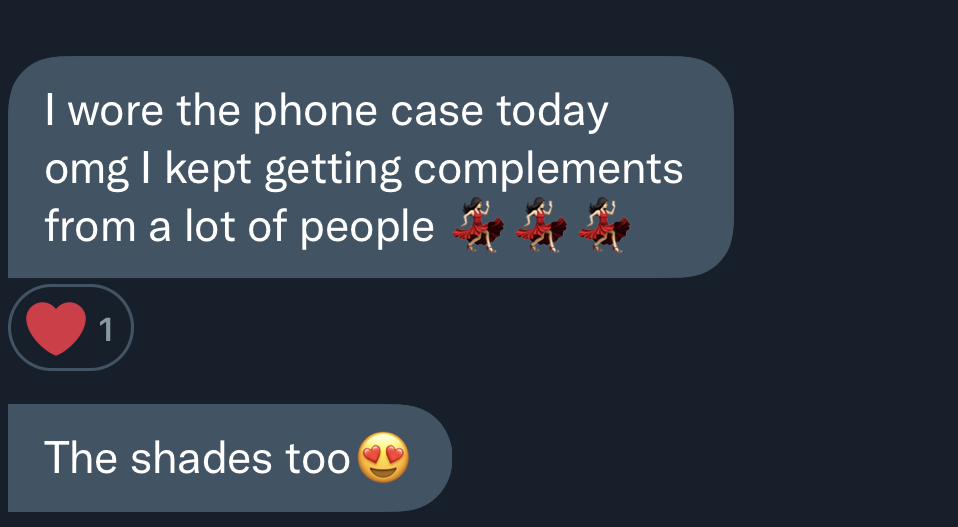 I wore the phone case today
omg I kept getting complements
from a lot of people 💃🏻💃🏻💃🏻
❤️ 1
The shades too😍